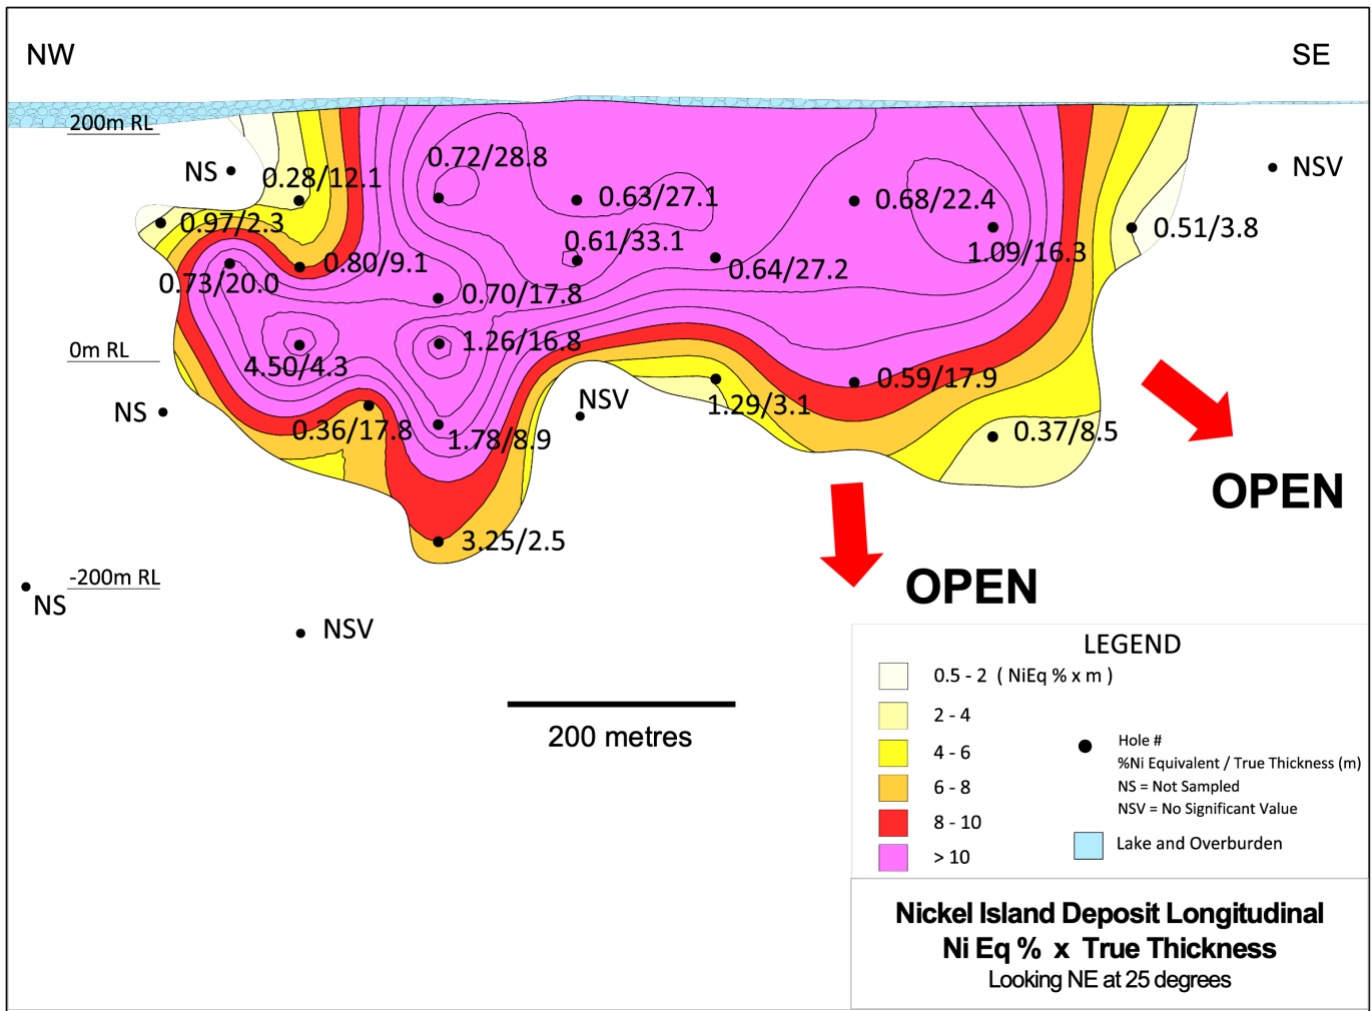 NW
SE
200m RL
0.72/28.8
NS
NSV
0.28/12.1
0.63/27.1
0.68/22.4
0.97/2.3
0.51/3.8
0.61/33.1
1.09/16.3
0.80/9.1
0.64/27.2
0.73/20.0
0.70/17.8
1.26/16.8
0m RL
4.50/4.3
0.59/17.9
NSV
1.29/3.1
NS
0.36/17.8
1.78/8.9
0.37/8.5
OPEN
3.25/2.5
-200m RL
OPEN
NS
NSV
200 metres
LEGEND
0.5 - 2 ( NiEq % x m )
2 - 4
4 - 6
6 - 8
8 - 10
> 10
Hole #
%Ni Equivalent / True Thickness (m)
NS = Not Sampled
NSV = No Significant Value
Lake and Overburden
Nickel Island Deposit Longitudinal
Ni Eq % x True Thickness
Looking NE at 25 degrees